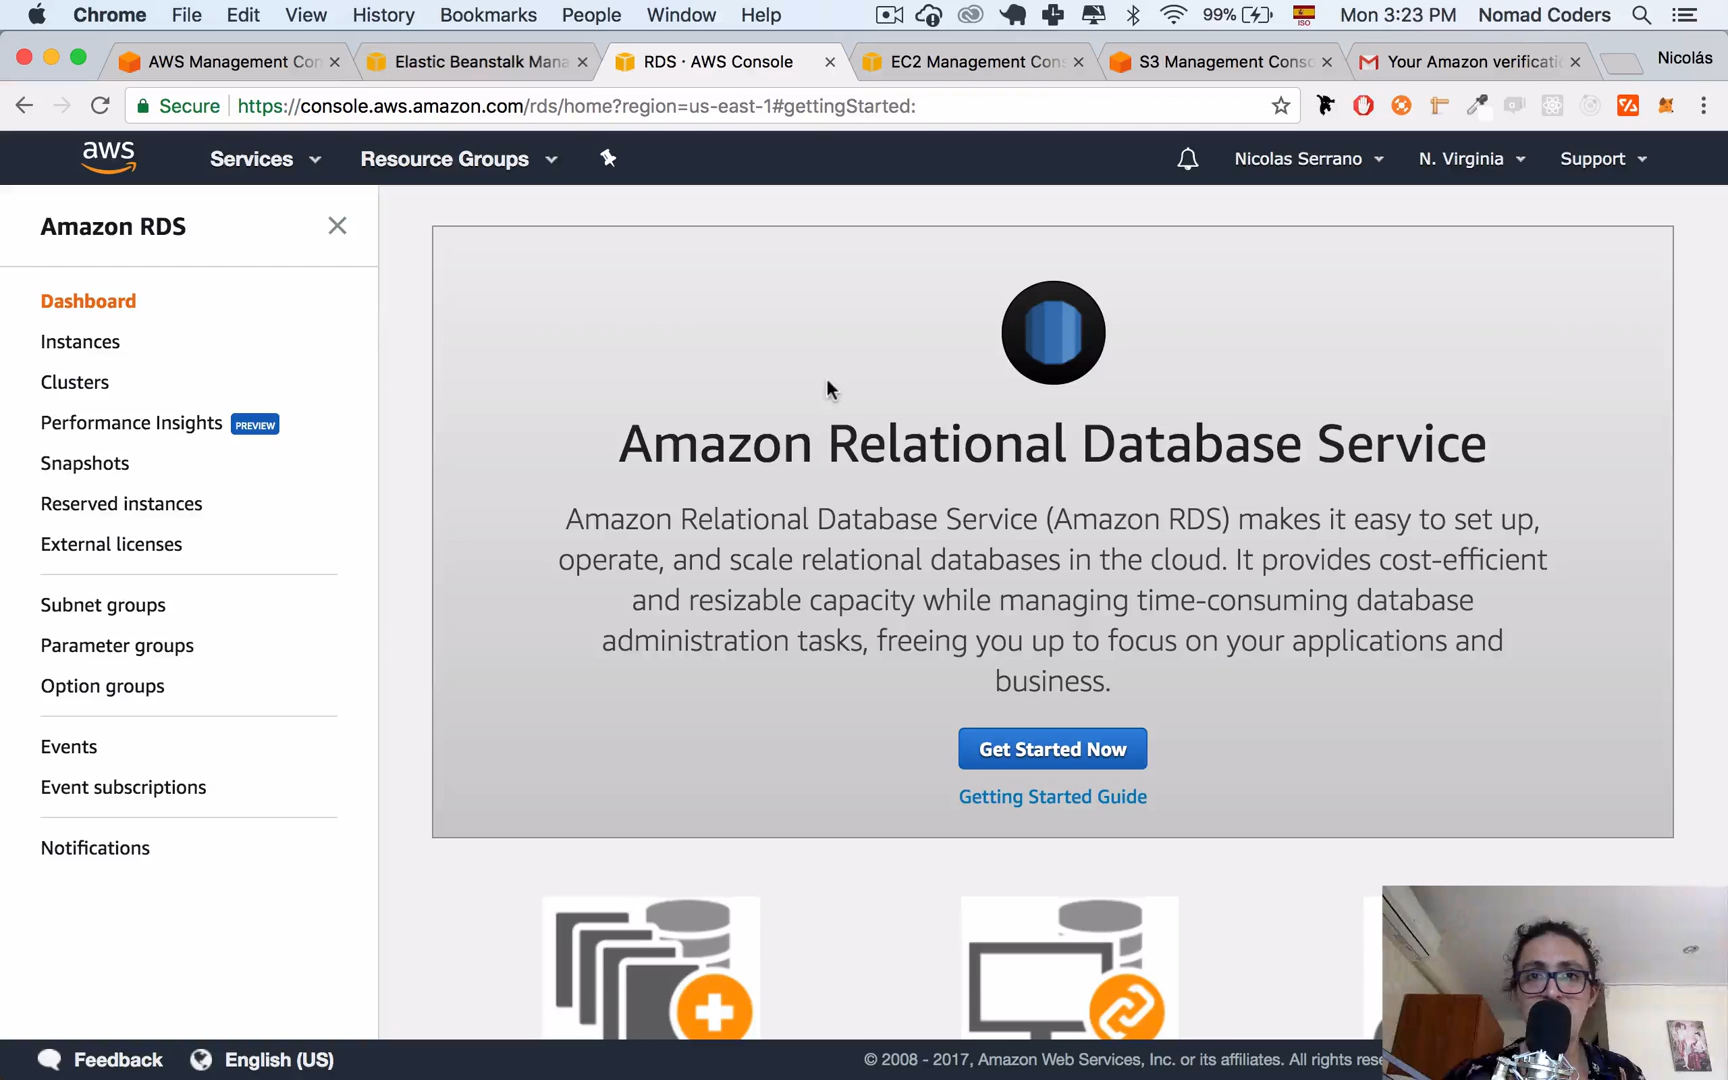 Chrome File Edit View History Bookmarks People Window Help 99% ISO Mon 3:23 PM Nomad Coders
AWS Management Con Elastic Beanstalk Mana RDS · AWS Console EC2 Management Cons S3 Management Conso Your Amazon verificati Nicolás
Secure https://console.aws.amazon.com/rds/home?region=us-east-1#gettingStarted:
aws Services Resource Groups Nicolas Serrano N. Virginia Support
Amazon RDS
Dashboard
Instances
Clusters
Performance Insights PREVIEW
Snapshots
Reserved instances
External licenses
Subnet groups
Parameter groups
Option groups
Events
Event subscriptions
Notifications
Amazon Relational Database Service
Amazon Relational Database Service (Amazon RDS) makes it easy to set up,
operate, and scale relational databases in the cloud. It provides cost-efficient
and resizable capacity while managing time-consuming database
administration tasks, freeing you up to focus on your applications and
business.
Get Started Now
Getting Started Guide
Feedback English (US) © 2008 - 2017, Amazon Web Services, Inc. or its affiliates. All rights rese